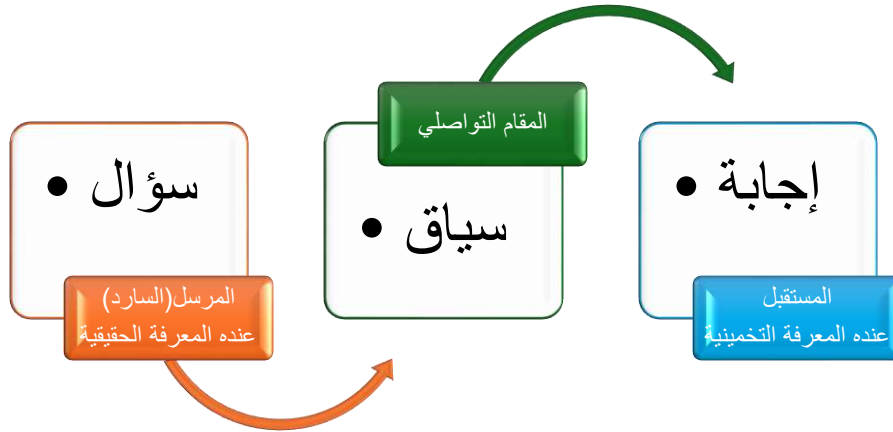 سؤال
المرسل(السارد)
عنده المعرفة الحقيقية
المقام التواصلي
سياق
إجابة
المستقبل
عنده المعرفة التخمينية